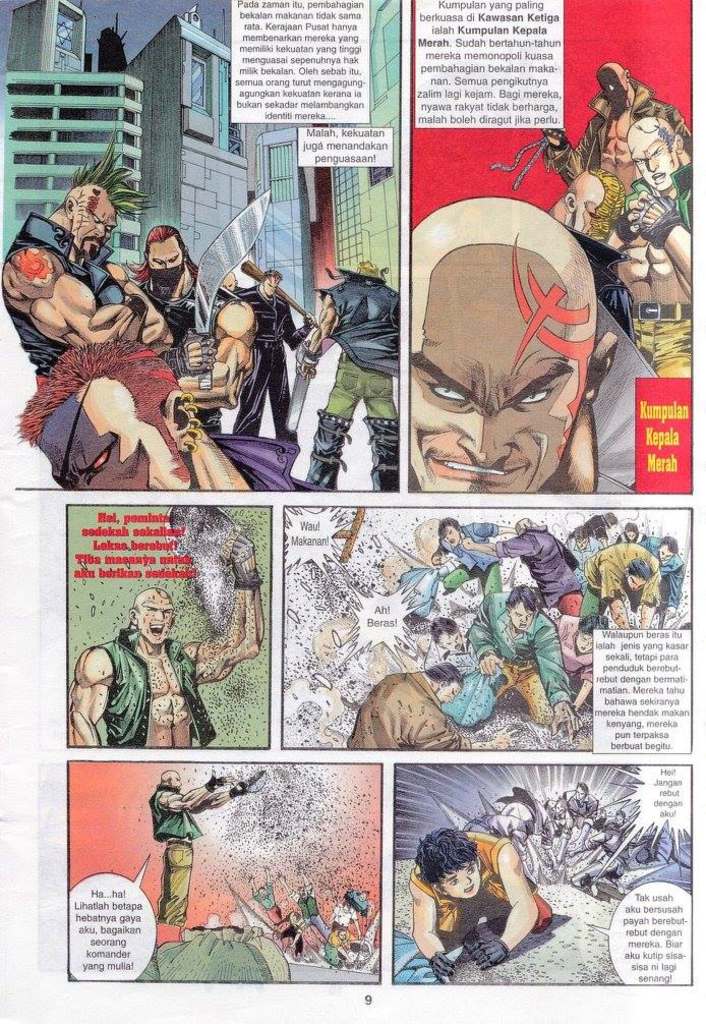 Pada zaman itu, pembahagian
bekalan makanan tidak sama
rata. Kerajaan Pusat hanya
membenarkan mereka yang
memiliki kekuatan yang tinggi
menguasai sepenuhnya hak
milik bekalan. Oleh sebab itu,
semua orang turut mengagung-
agungkan kekuatan kerana ia
bukan sekadar melambangkan
identiti mereka....
Malah, kekuatan
juga menandakan
penguasaan!
Kumpulan yang paling
berkuasa di Kawasan Ketiga
ialah Kumpulan Kepala
Merah. Sudah bertahun-tahun
mereka memonopoli kuasa
pembahagian bekalan maka-
nan. Semua pengikutnya
zalim lagi kejam. Bagi mereka,
nyawa rakyat tidak berharga,
malah boleh diragut jika perlu.
Kumpulan
Kepala
Merah
Hai, peminta
sedekah sekalian!
Lekas berebut!
Tiba masanya untuk
aku berikan sedekah!
Wau!
Makanan!
Ah!
Beras!
Walaupun beras itu
ialah jenis yang kasar
sekali, tetapi para
penduduk berebut-
rebut dengan bermati-
matian. Mereka tahu
bahawa sekiranya
mereka hendak makan
kenyang, mereka
pun terpaksa
berbuat begitu.
Ha...ha!
Lihatlah betapa
hebatnya gaya
aku, bagaikan
seorang
komander
yang mulia!
Hei!
Jangan
rebut
dengan
aku!
Tak usah
aku bersusah
payah berebut-
rebut dengan
mereka. Biar
aku kutip sisa-
sisa ni lagi
senang!
9